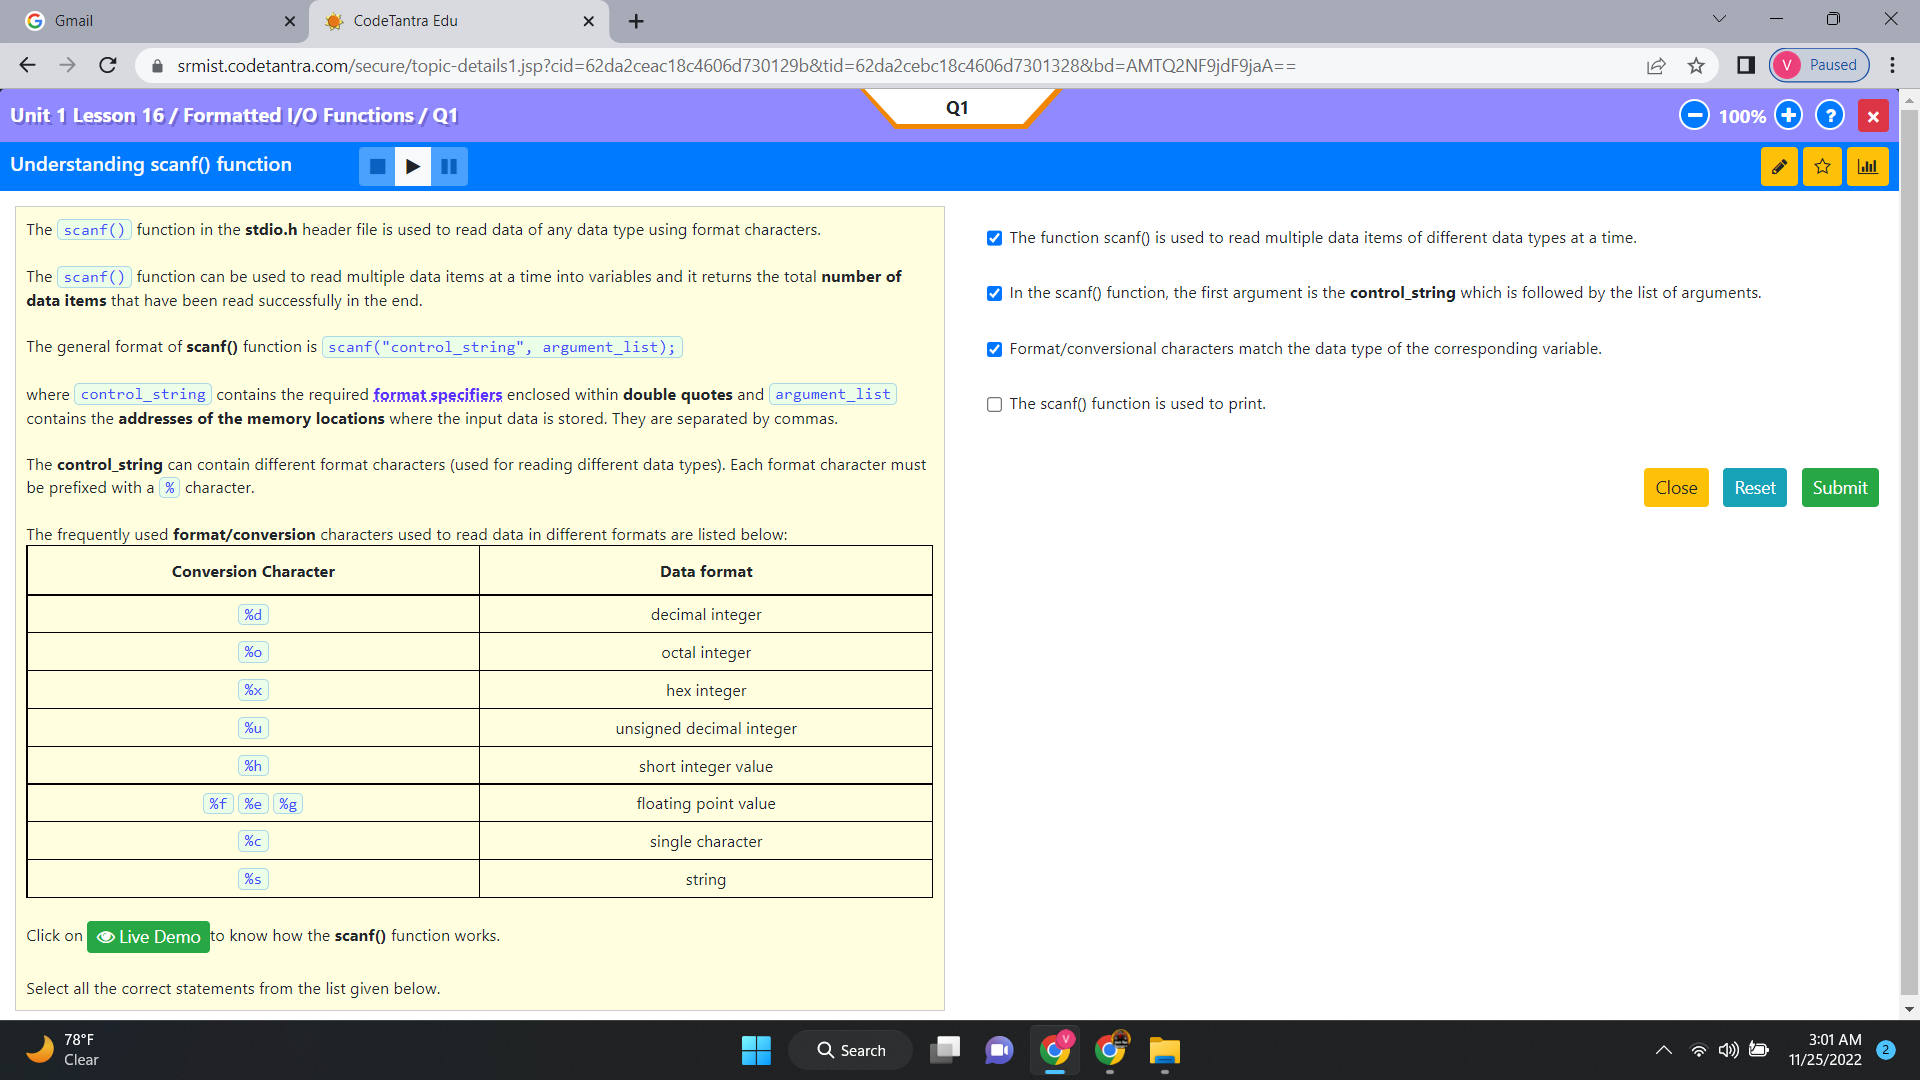 Gmail
CodeTantra Edu
srmist.codetantra.com/secure/topic-details1.jsp?cid=62da2ceac18c4606d730129b&tid=62da2cebc18c4606d7301328&bd=AMTQ2NF9jdF9jaA==
V Paused
Unit 1 Lesson 16 / Formatted I/O Functions / Q1
Q1
100%
?
Understanding scanf() function
The scanf() function in the stdio.h header file is used to read data of any data type using format characters.
The scanf() function can be used to read multiple data items at a time into variables and it returns the total number of
data items that have been read successfully in the end.
The general format of scanf() function is scanf("control_string", argument_list);
where control_string contains the required format specifiers enclosed within double quotes and argument_list
contains the addresses of the memory locations where the input data is stored. They are separated by commas.
The control_string can contain different format characters (used for reading different data types). Each format character must
be prefixed with a % character.
The frequently used format/conversion characters used to read data in different formats are listed below:
Conversion Character Data format
%d decimal integer
%o octal integer
%x hex integer
%u unsigned decimal integer
%h short integer value
%f %e %g floating point value
%c single character
%s string
Click on Live Demo to know how the scanf() function works.
Select all the correct statements from the list given below.
The function scanf() is used to read multiple data items of different data types at a time.
In the scanf() function, the first argument is the control_string which is followed by the list of arguments.
Format/conversional characters match the data type of the corresponding variable.
The scanf() function is used to print.
Close Reset Submit
78°F
Clear
Search
V
3:01 AM
11/25/2022
2